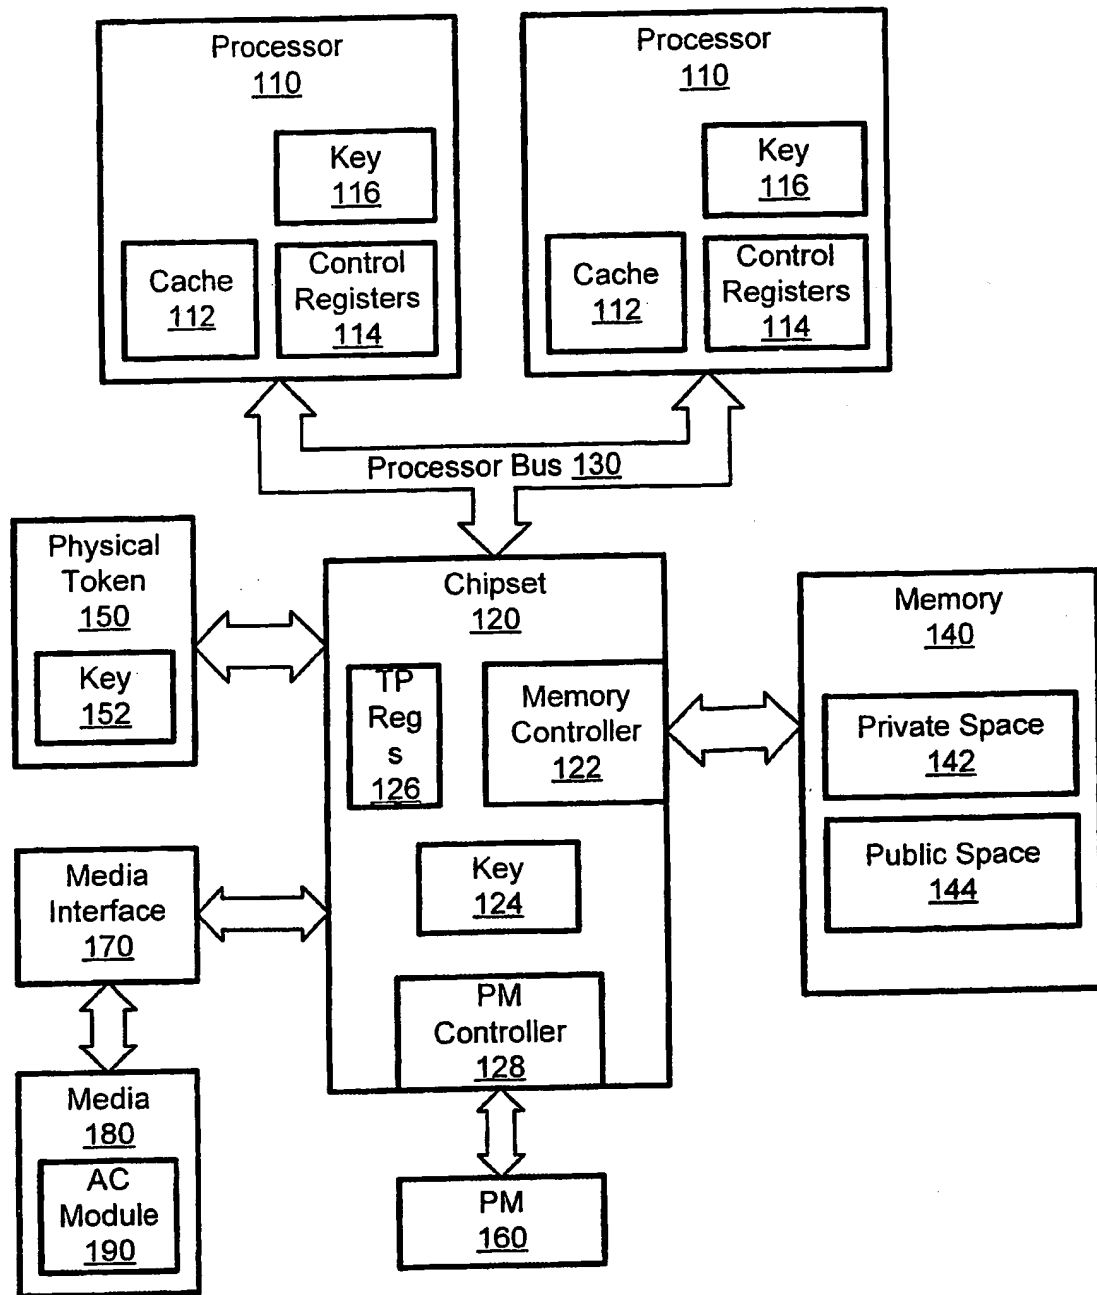 Processor
110
Key
116
Cache
112
Control
Registers
114
Processor
110
Key
116
Cache
112
Control
Registers
114
Processor Bus 130
Physical
Token
150
Key
152
Chipset
120
TP
Reg
s
126
Memory
Controller
122
Key
124
PM
Controller
128
Memory
140
Private Space
142
Public Space
144
Media
Interface
170
Media
180
AC
Module
190
PM
160